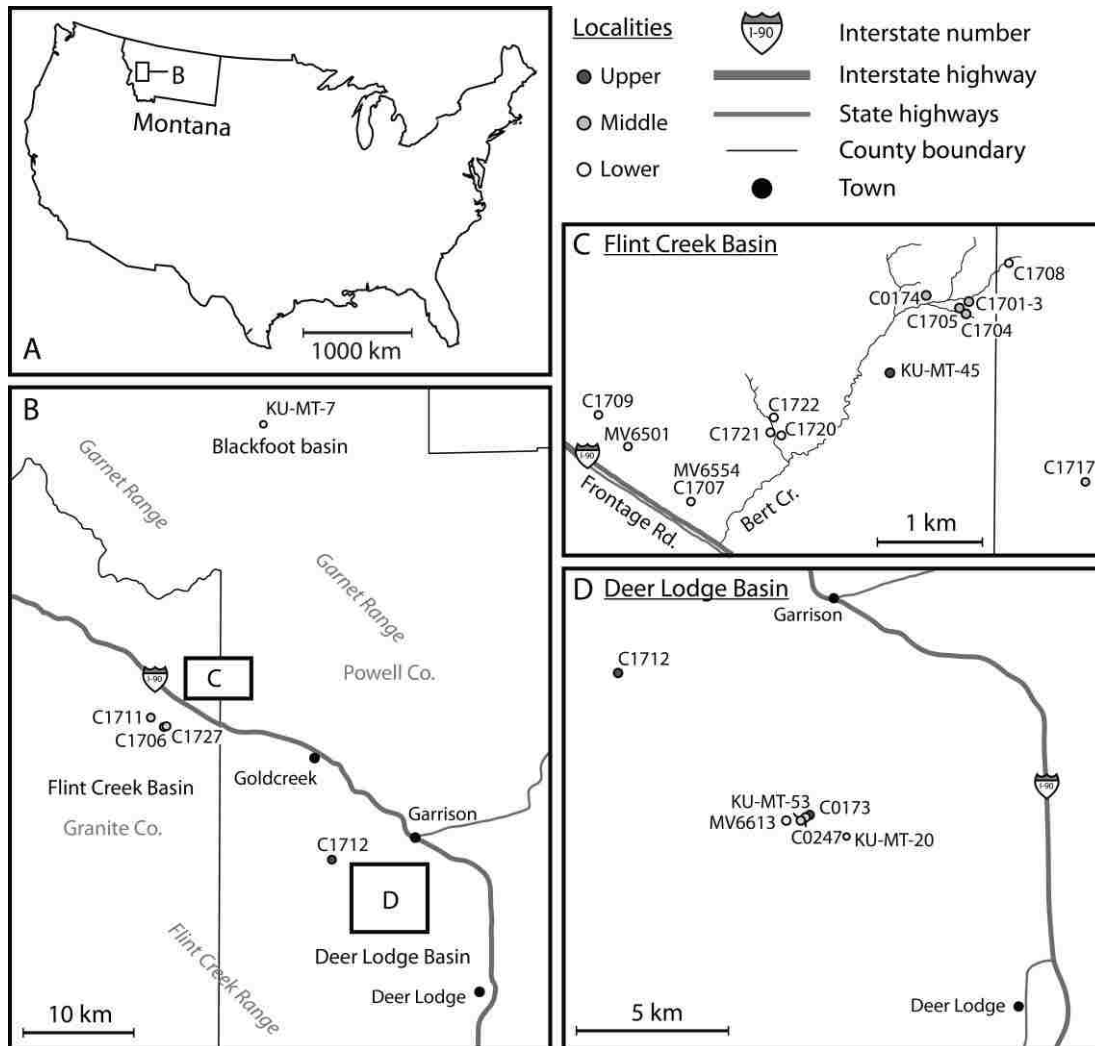 B
Montana
1000 km
A
Localities
Upper
Middle
Lower
I-90
Interstate number
Interstate highway
State highways
County boundary
Town
B
KU-MT-7
Blackfoot basin
Garnet Range
Garnet Range
Powell Co.
C
I-90
C1711
C1706
C1727
Goldcreek
Flint Creek Basin
Granite Co.
Garrison
C1712
D
Flint Creek Range
Deer Lodge Basin
Deer Lodge
10 km
C Flint Creek Basin
C1708
C0174
C1701-3
C1705
C1704
KU-MT-45
C1709
C1722
MV6501
C1721
C1720
I-90
MV6554
C1707
C1717
Frontage Rd.
Bert Cr.
1 km
D Deer Lodge Basin
Garrison
C1712
I-90
KU-MT-53
C0173
MV6613
C0247
KU-MT-20
Deer Lodge
5 km